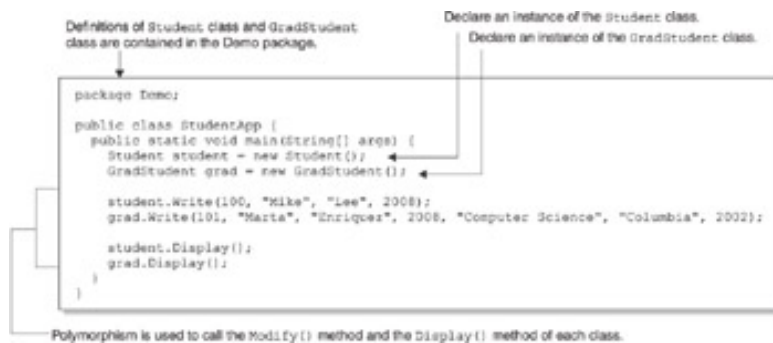 Definitions of Student class and GradStudent
class are contained in the Demo package.
Declare an instance of the Student class.
Declare an instance of the GradStudent class.
package Demo;
public class StudentApp {
public static void main(String[] args) {
Student student = new Student();
GradStudent grad = new GradStudent();
student.Write(100, "Mike", "Lee", 2008);
grad.Write(101, "Marta", "Enriquez", 2008, "Computer Science", "Columbia", 2002);
student.Display();
grad.Display();
}
}
Polymorphism is used to call the Modify() method and the Display() method of each class.